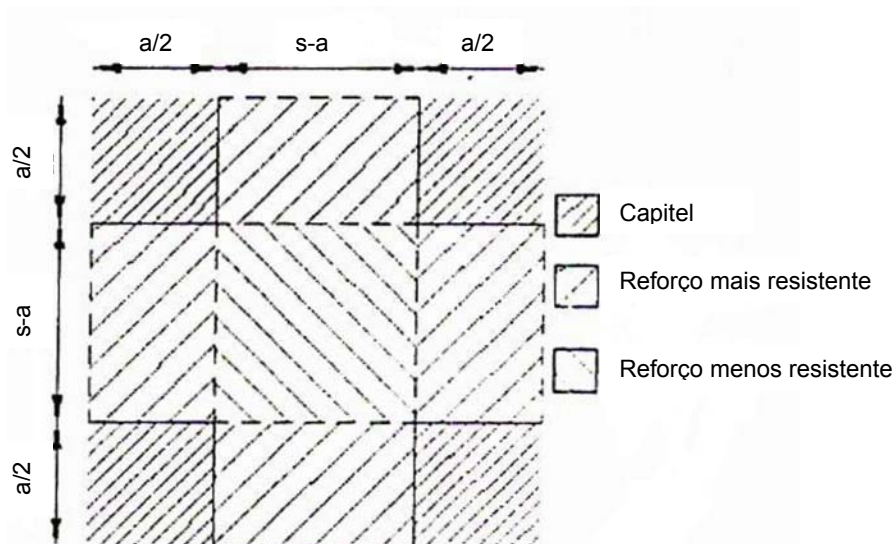 a/2
s-a
a/2
a/2
s-a
a/2
Capitel
Reforço mais resistente
Reforço menos resistente